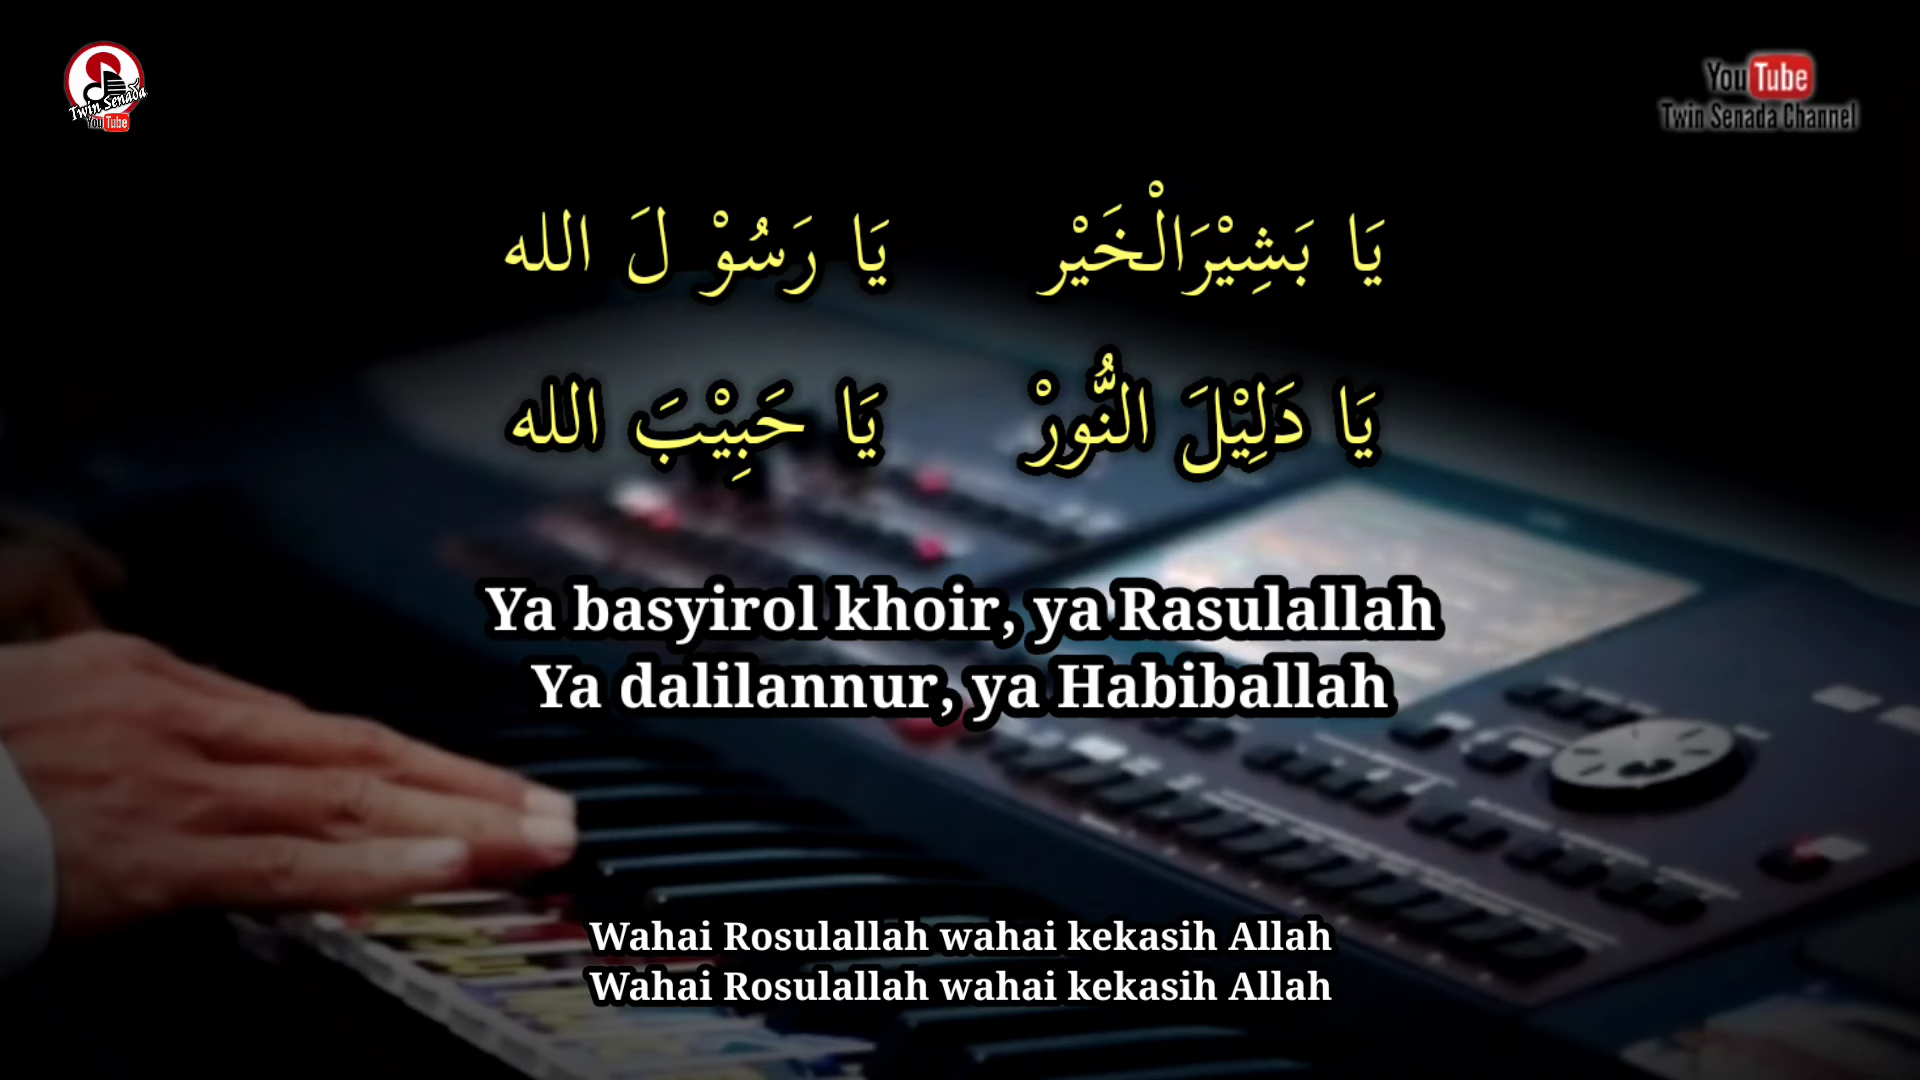 Twin Senada
YouTube
YouTube
Twin Senada Channel
يَا بَشِيْرَالْخَيْر يَا رَسُوْ لَ الله
يَا دَلِيْلَ النُّورْ يَا حَبِيْبَ الله
Ya basyirol khoir, ya Rasulallah
Ya dalilannur, ya Habiballah
Wahai Rosulallah wahai kekasih Allah
Wahai Rosulallah wahai kekasih Allah